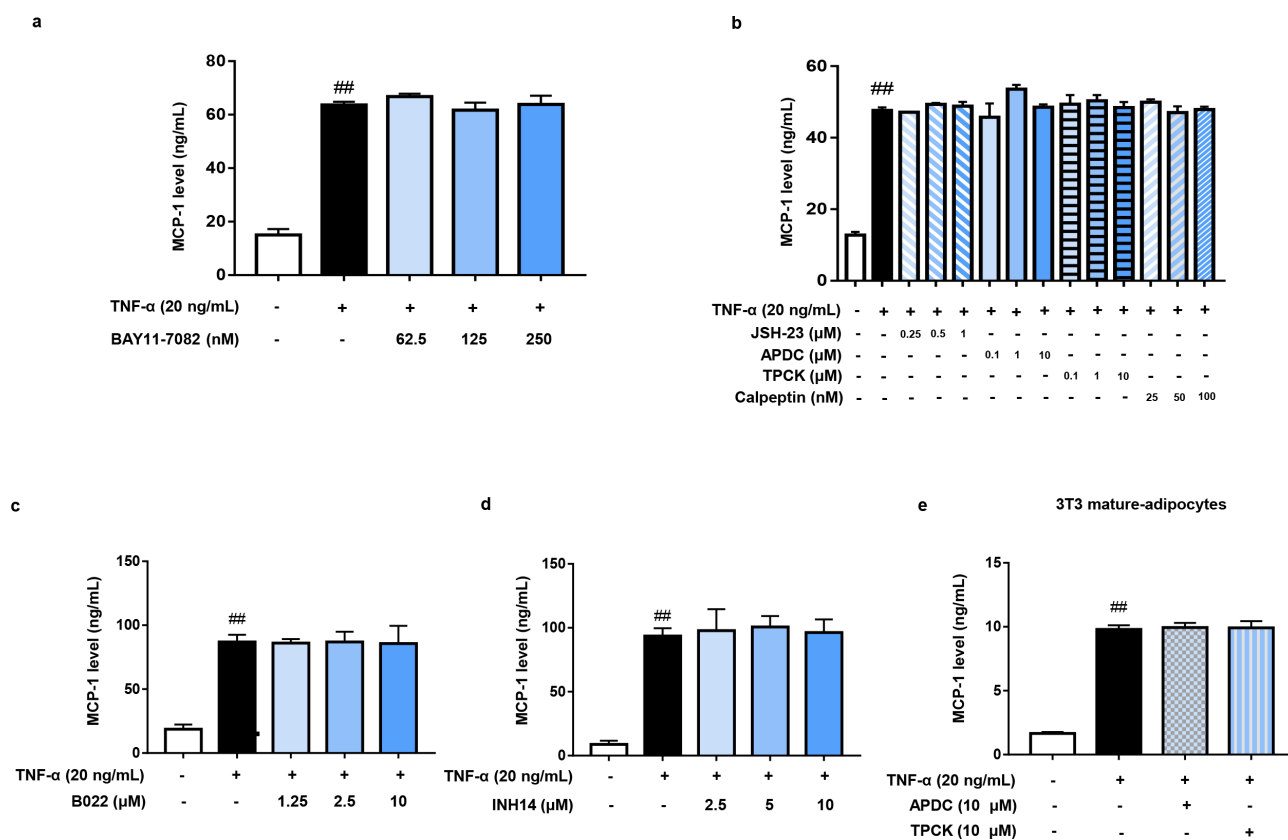 a
MCP-1 level (ng/mL)
80
60
40
20
0
##
TNF-α (20 ng/mL) - + + + +
BAY11-7082 (nM) - - 62.5 125 250
b
MCP-1 level (ng/mL)
60
40
20
0
##
TNF-α (20 ng/mL) - + + + + + + + + + + + + +
JSH-23 (µM) - - 0.25 0.5 1 - - - - - - - - -
APDC (µM) - - - - - 0.1 1 10 - - - - - -
TPCK (µM) - - - - - - - - 0.1 1 10 - - -
Calpeptin (nM) - - - - - - - - - - - 25 50 100
c
MCP-1 level (ng/mL)
150
100
50
0
##
TNF-α (20 ng/mL) - + + + +
B022 (µM) - - 1.25 2.5 10
d
MCP-1 level (ng/mL)
150
100
50
0
##
TNF-α (20 ng/mL) - + + + +
INH14 (µM) - - 2.5 5 10
e
3T3 mature-adipocytes
MCP-1 level (ng/mL)
15
10
5
0
##
TNF-α (20 ng/mL) - + + +
APDC (10 µM) - - + -
TPCK (10 µM) - - - +